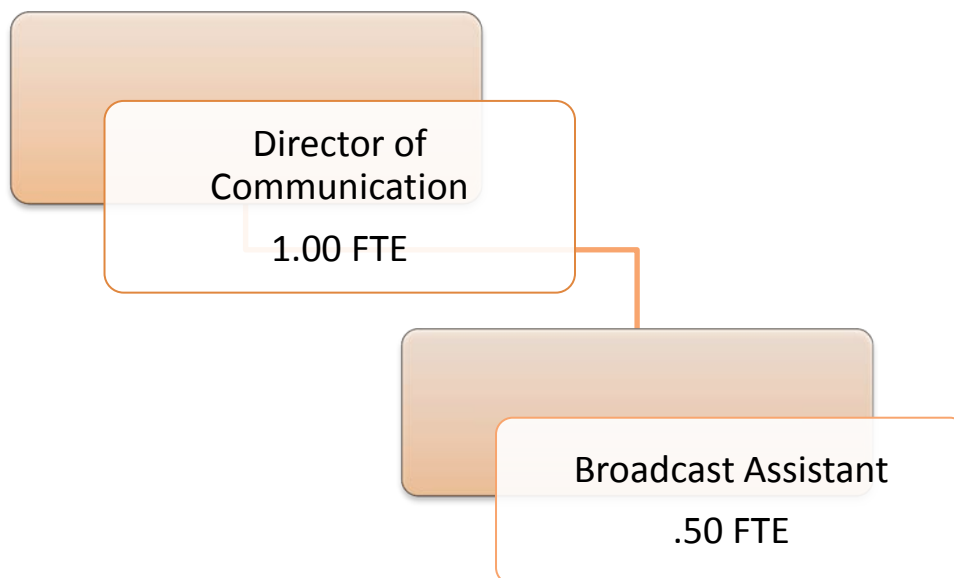 Director of
Communication
1.00 FTE
Broadcast Assistant
.50 FTE